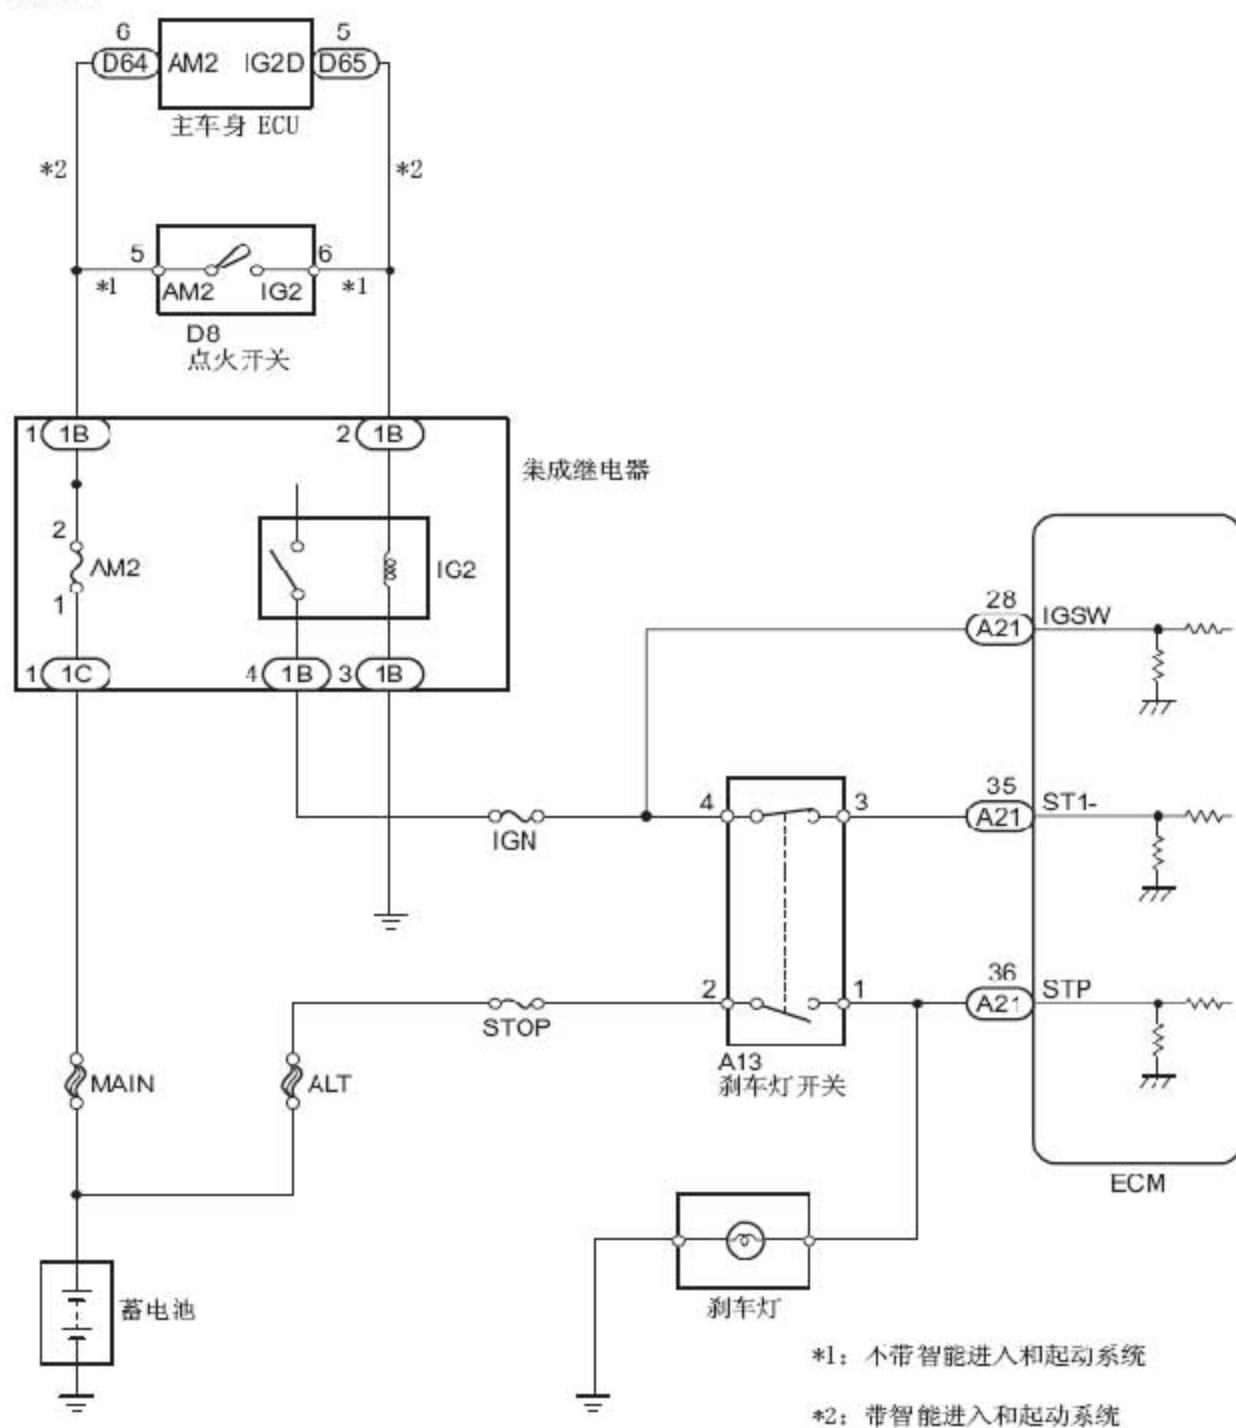 6 5
D64 AM2 IG2D D65
主车身 ECU
*2 *2
5 6
*1 AM2 IG2 *1
D8
点火开关
1 1B 2 1B
集成继电器
2
AM2 IG2
1
1 1C 4 1B 3 1B
28
A21 IGSW
35
4 3 A21 ST1-
IGN
36
2 1 A21 STP
STOP
A13
刹车灯开关
MAIN ALT
ECM
蓄电池
刹车灯
*1: 不带智能进入和起动系统
*2: 带智能进入和起动系统